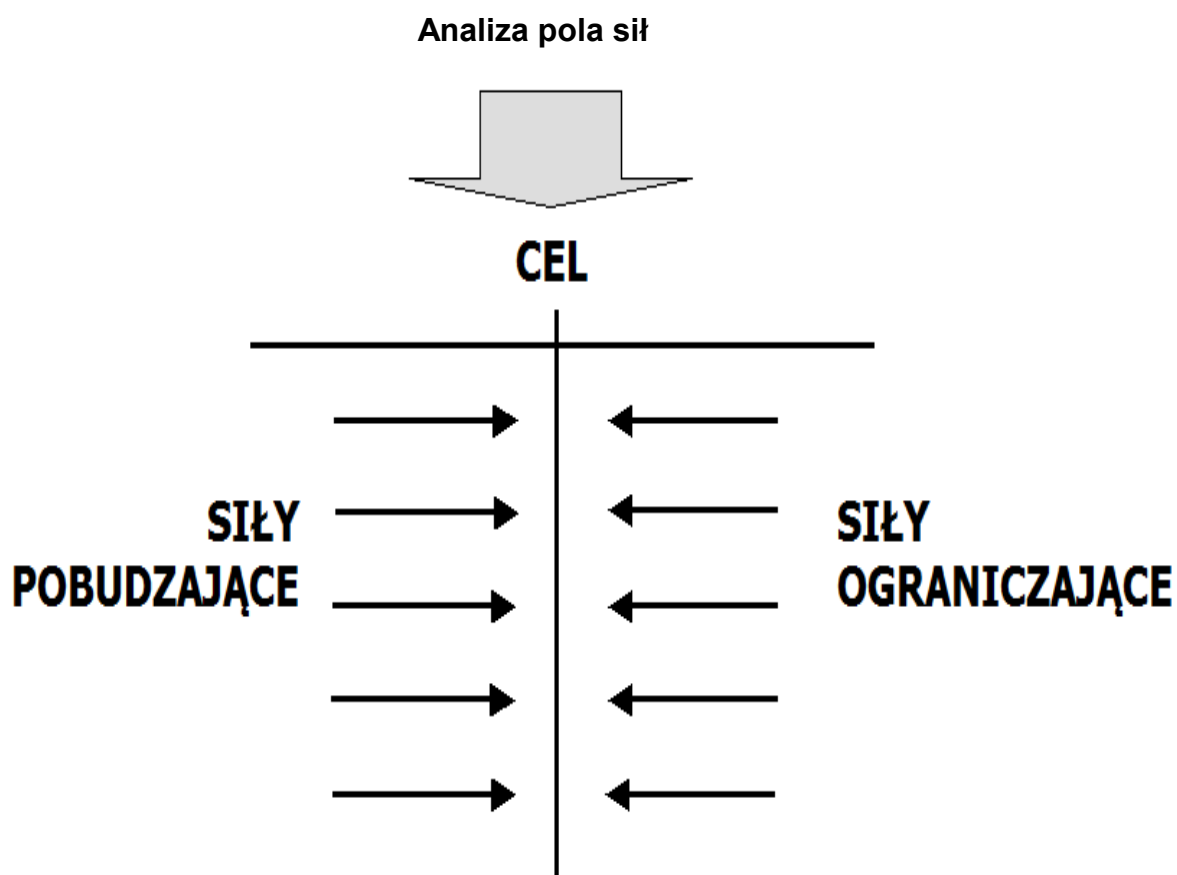 Analiza pola sił
CEL
SIŁY
POBUDZAJĄCE
SIŁY
OGRANICZAJĄCE